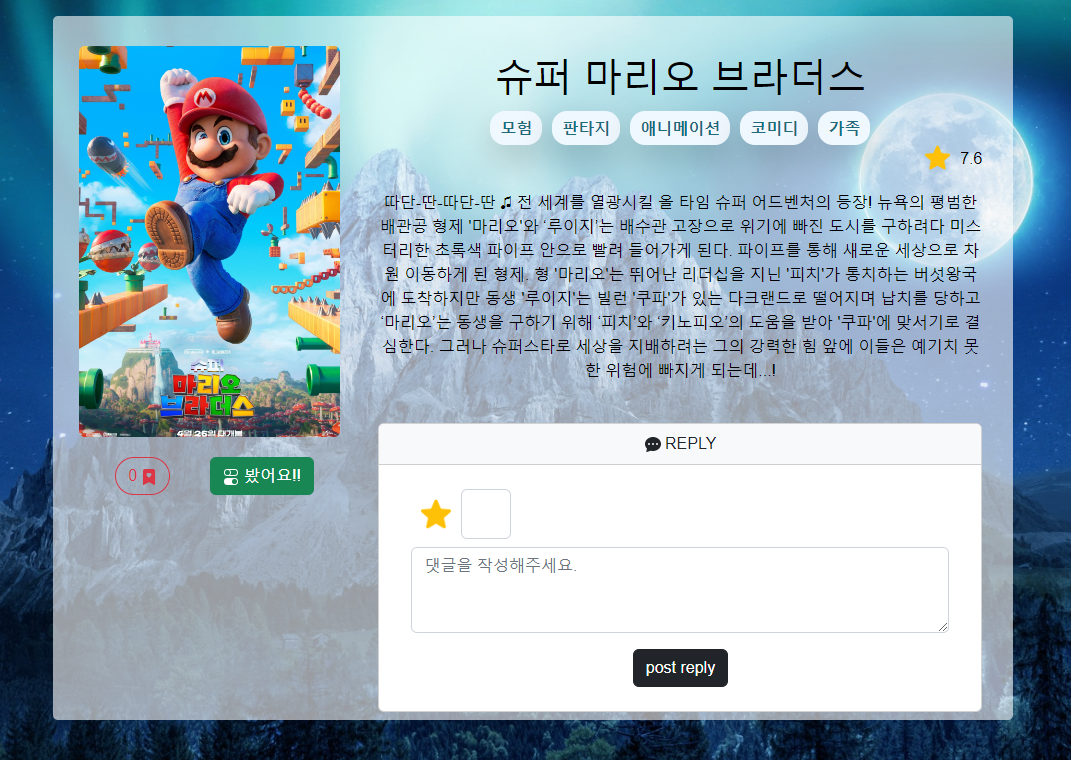 슈퍼 마리오 브라더스
모험 판타지 애니메이션 코미디 가족
7.6
따단-딴-따단-딴 ♫ 전 세계를 열광시킬 올 타임 슈퍼 어드벤처의 등장! 뉴욕의 평범한
배관공 형제 '마리오'와 ‘루이지’는 배수관 고장으로 위기에 빠진 도시를 구하려다 미스
터리한 초록색 파이프 안으로 빨려 들어가게 된다. 파이프를 통해 새로운 세상으로 차
원 이동하게 된 형제. 형 '마리오'는 뛰어난 리더십을 지닌 '피치'가 통치하는 버섯왕국
에 도착하지만 동생 '루이지'는 빌런 '쿠파'가 있는 다크랜드로 떨어지며 납치를 당하고
‘마리오’는 동생을 구하기 위해 ‘피치’와 ‘키노피오’의 도움을 받아 '쿠파'에 맞서기로 결
심한다. 그러나 슈퍼스타로 세상을 지배하려는 그의 강력한 힘 앞에 이들은 예기치 못
한 위험에 빠지게 되는데…!
M
슈퍼
마리오
브라더스
4월 26일 대개봉
0
봤어요!!
REPLY
댓글을 작성해주세요.
post reply